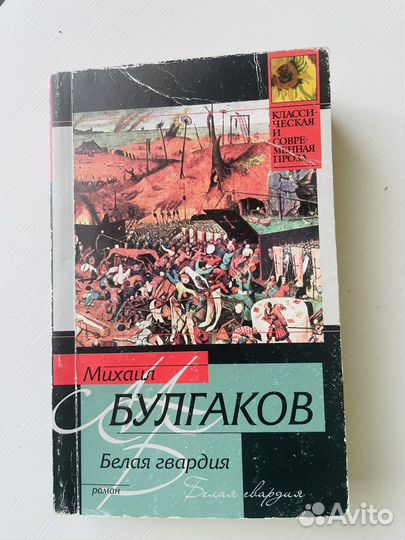 КЛАССИ-
ЧЕСКАЯ
И
СОВРЕ-
МЕННАЯ
ПРОЗА
Михаил
БУЛГАКОВ
Белая гвардия
роман
Белая гвардия
Avito